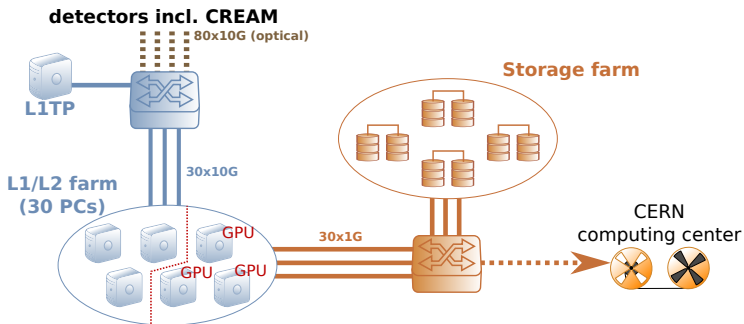 detectors incl. CREAM
80x10G (optical)
L1TP
Storage farm
30x10G
L1/L2 farm
(30 PCs)
GPU
GPU
GPU
30x1G
CERN
computing center